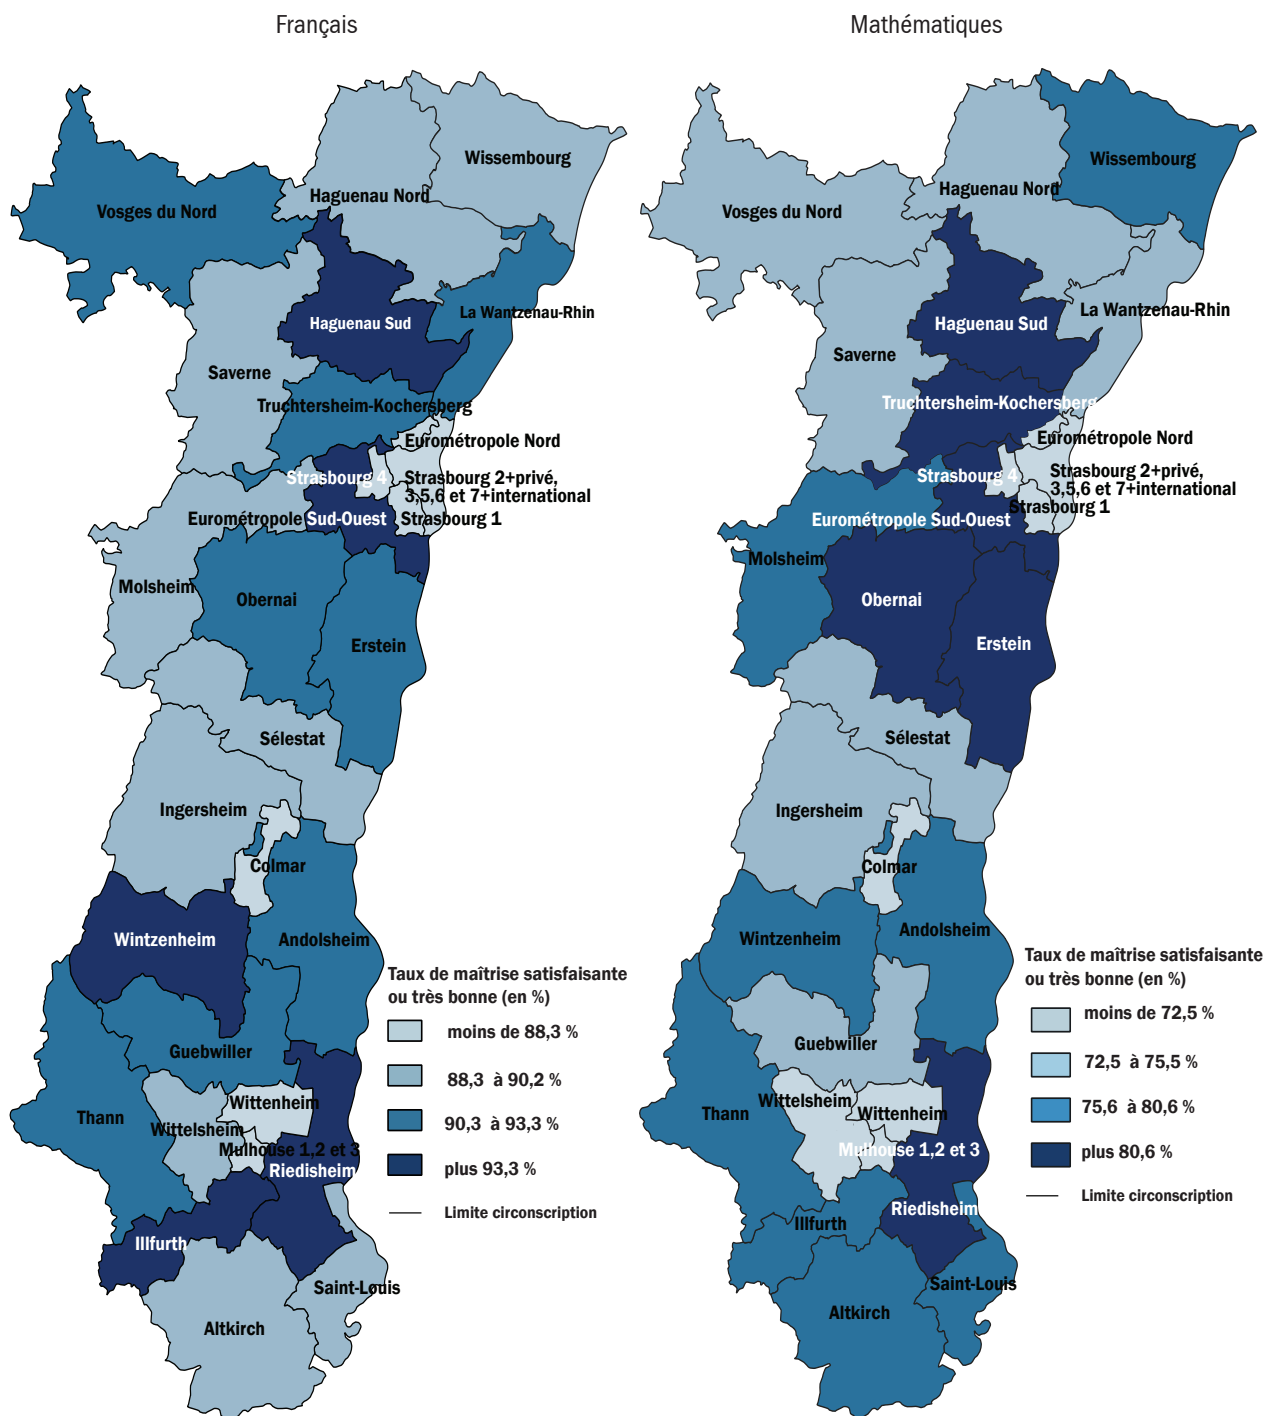 Français
Mathématiques
Wissembourg
Haguenau Nord
Vosges du Nord
La Wantzenau-Rhin
Haguenau Sud
Saverne
Truchtersheim-Kochersberg
Eurométropole Nord
Strasbourg 4
Strasbourg 2+privé,
3,5,6 et 7+international
Eurométropole Sud-Ouest
Strasbourg 1
Molsheim
Obernai
Erstein
Sélestat
Ingersheim
Colmar
Wintzenheim
Andolsheim
Guebwiller
Thann
Wittenheim
Wittelsheim
Mulhouse 1,2 et 3
Riedisheim
Illfurth
Saint-Louis
Altkirch
Taux de maîtrise satisfaisante
ou très bonne (en %)
moins de 88,3 %
88,3 à 90,2 %
90,3 à 93,3 %
plus 93,3 %
Limite circonscription
Wissembourg
Haguenau Nord
Vosges du Nord
La Wantzenau-Rhin
Haguenau Sud
Saverne
Truchtersheim-Kochersberg
Eurométropole Nord
Strasbourg 4
Strasbourg 2+privé,
3,5,6 et 7+international
Strasbourg 1
Eurométropole Sud-Ouest
Molsheim
Obernai
Erstein
Sélestat
Ingersheim
Colmar
Wintzenheim
Andolsheim
Guebwiller
Wittelsheim
Thann
Wittenheim
Mulhouse 1,2 et 3
Riedisheim
Illfurth
Saint-Louis
Altkirch
Taux de maîtrise satisfaisante
ou très bonne (en %)
moins de 72,5 %
72,5 à 75,5 %
75,6 à 80,6 %
plus 80,6 %
Limite circonscription